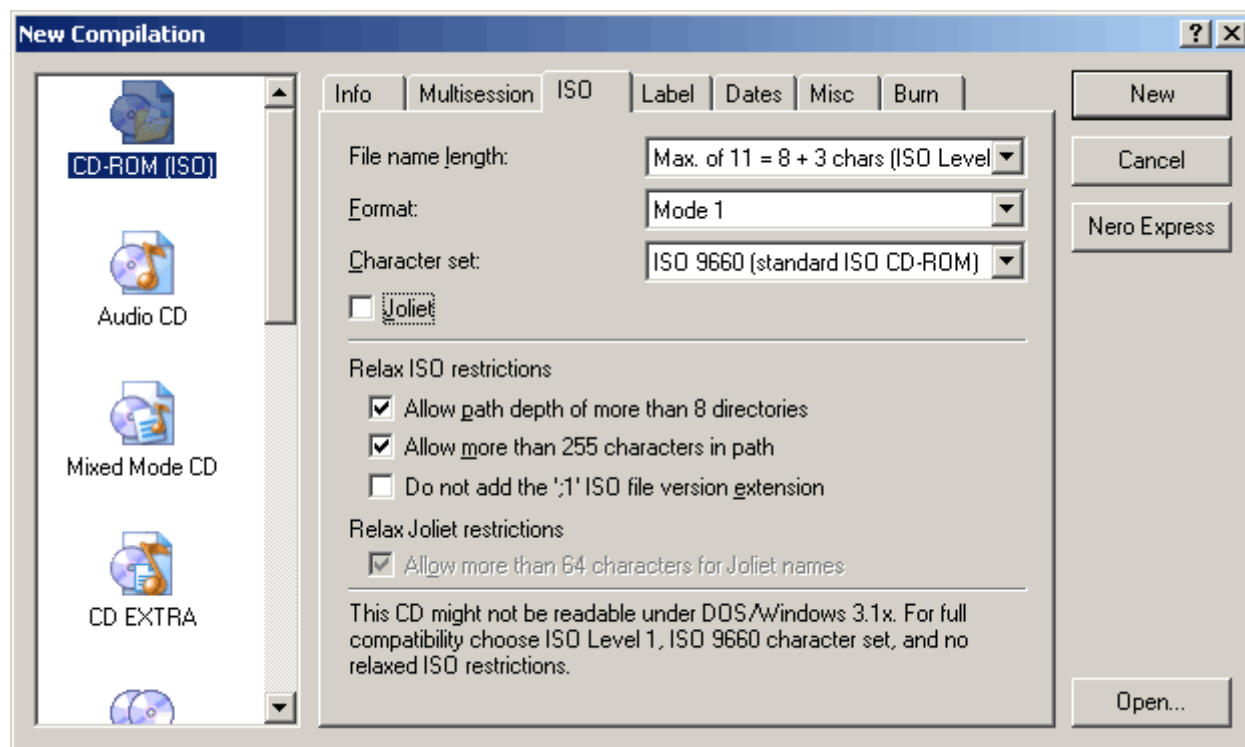 New Compilation
CD-ROM (ISO)
Audio CD
Mixed Mode CD
CD EXTRA
Info Multisession ISO Label Dates Misc Burn
File name length: Max. of 11 = 8 + 3 chars (ISO Level
Format: Mode 1
Character set: ISO 9660 (standard ISO CD-ROM)
Joliet
Relax ISO restrictions
Allow path depth of more than 8 directories
Allow more than 255 characters in path
Do not add the ';1' ISO file version extension
Relax Joliet restrictions
Allow more than 64 characters for Joliet names
This CD might not be readable under DOS/Windows 3.1x. For full
compatibility choose ISO Level 1, ISO 9660 character set, and no
relaxed ISO restrictions.
New
Cancel
Nero Express
Open...